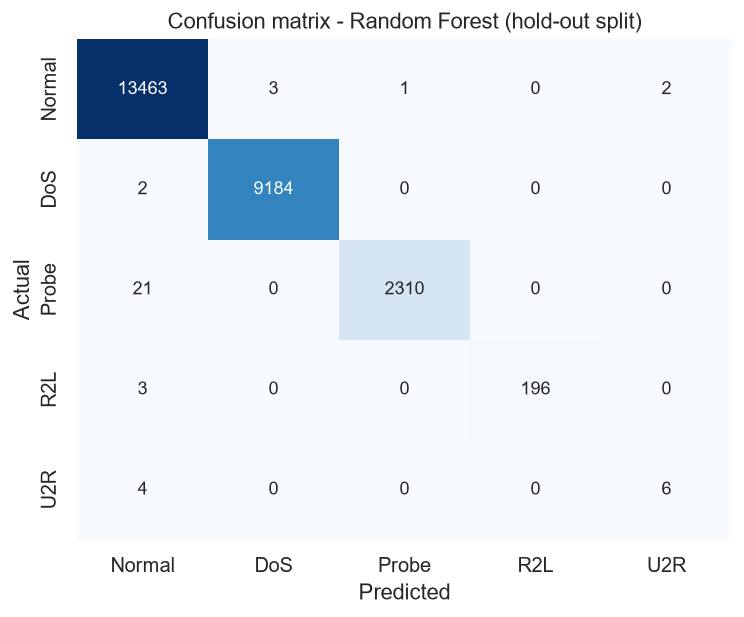 Confusion matrix - Random Forest (hold-out split)
Actual
Normal 13463 3 1 0 2
DoS 2 9184 0 0 0
Probe 21 0 2310 0 0
R2L 3 0 0 196 0
U2R 4 0 0 0 6
Normal DoS Probe R2L U2R
Predicted